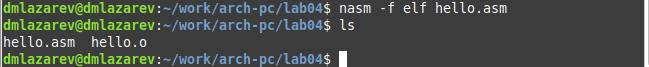 dmlazarev@dmlazarev:~/work/arch-pc/lab04$ nasm -f elf hello.asm
dmlazarev@dmlazarev:~/work/arch-pc/lab04$ ls
hello.asm  hello.o
dmlazarev@dmlazarev:~/work/arch-pc/lab04$